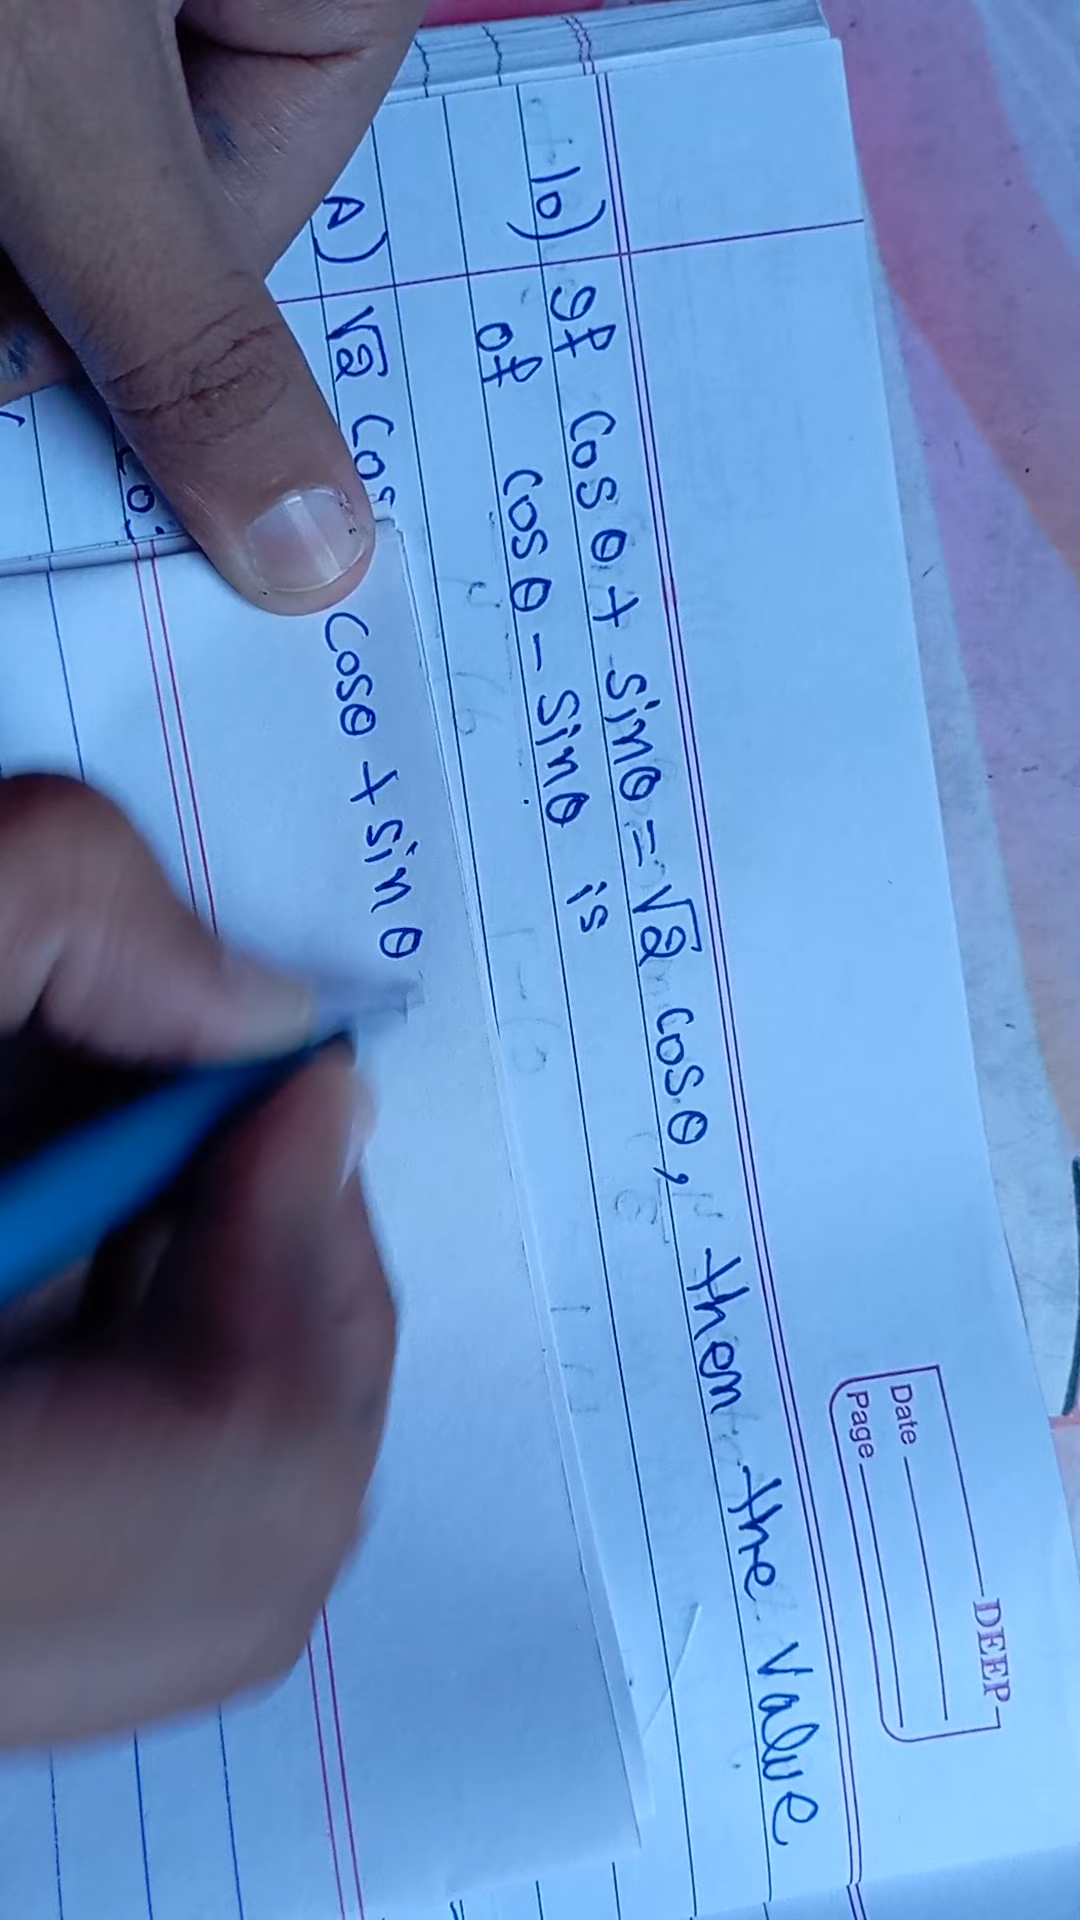 DEEP
Date
Page
10) If cosθ + sinθ = √2 cosθ, then the value
of cosθ - sinθ is
A) √2 cos
cosθ + sinθ